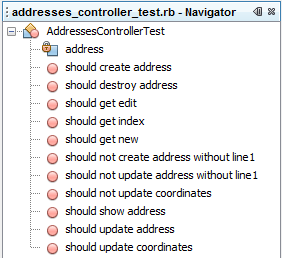 addresses_controller_test.rb - Navigator
AddressesControllerTest
address
should create address
should destroy address
should get edit
should get index
should get new
should not create address without line1
should not update address without line1
should not update coordinates
should show address
should update address
should update coordinates